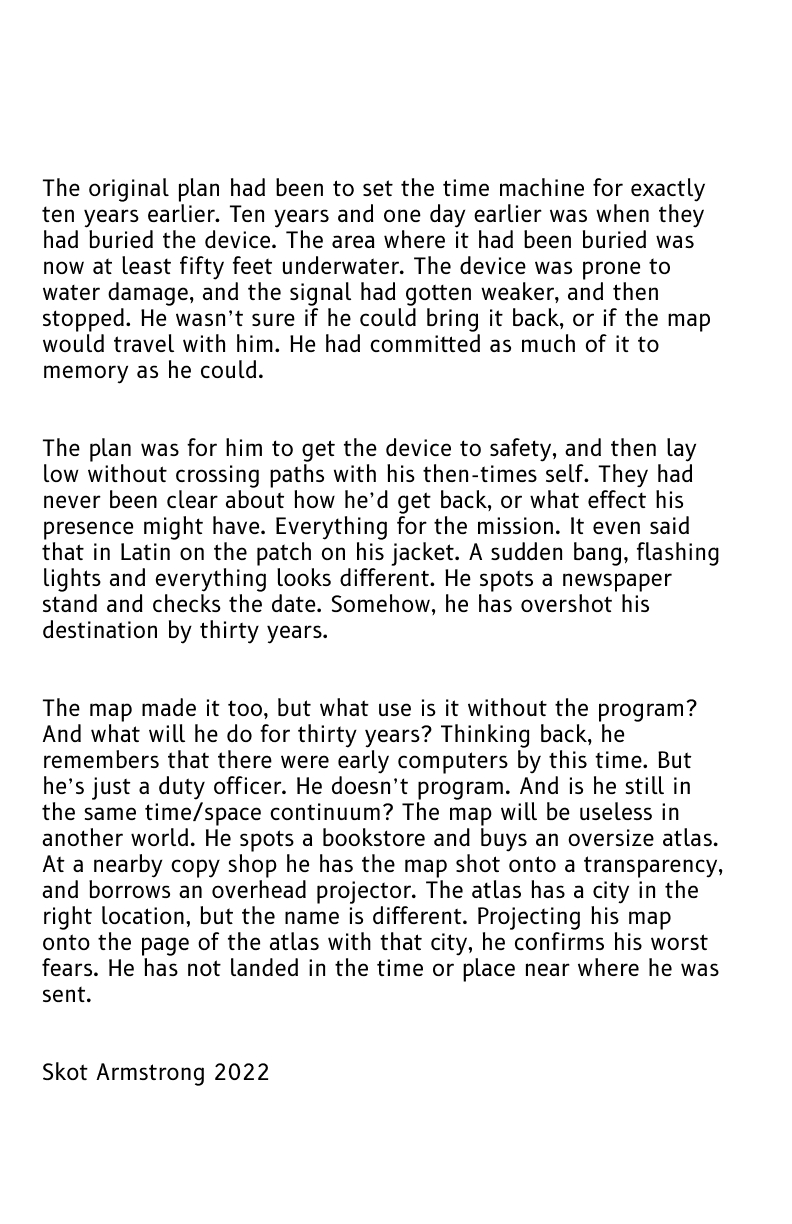 The original plan had been to set the time machine for exactly
ten years earlier. Ten years and one day earlier was when they
had buried the device. The area where it had been buried was
now at least fifty feet underwater. The device was prone to
water damage, and the signal had gotten weaker, and then
stopped. He wasn't sure if he could bring it back, or if the map
would travel with him. He had committed as much of it to
memory as he could.

The plan was for him to get the device to safety, and then lay
low without crossing paths with his then-times self. They had
never been clear about how he'd get back, or what effect his
presence might have. Everything for the mission. It even said
that in Latin on the patch on his jacket. A sudden bang, flashing
lights and everything looks different. He spots a newspaper
stand and checks the date. Somehow, he has overshot his
destination by thirty years.

The map made it too, but what use is it without the program?
And what will he do for thirty years? Thinking back, he
remembers that there were early computers by this time. But
he's just a duty officer. He doesn't program. And is he still in
the same time/space continuum? The map will be useless in
another world. He spots a bookstore and buys an oversize atlas.
At a nearby copy shop he has the map shot onto a transparency,
and borrows an overhead projector. The atlas has a city in the
right location, but the name is different. Projecting his map
onto the page of the atlas with that city, he confirms his worst
fears. He has not landed in the time or place near where he was
sent.

Skot Armstrong 2022